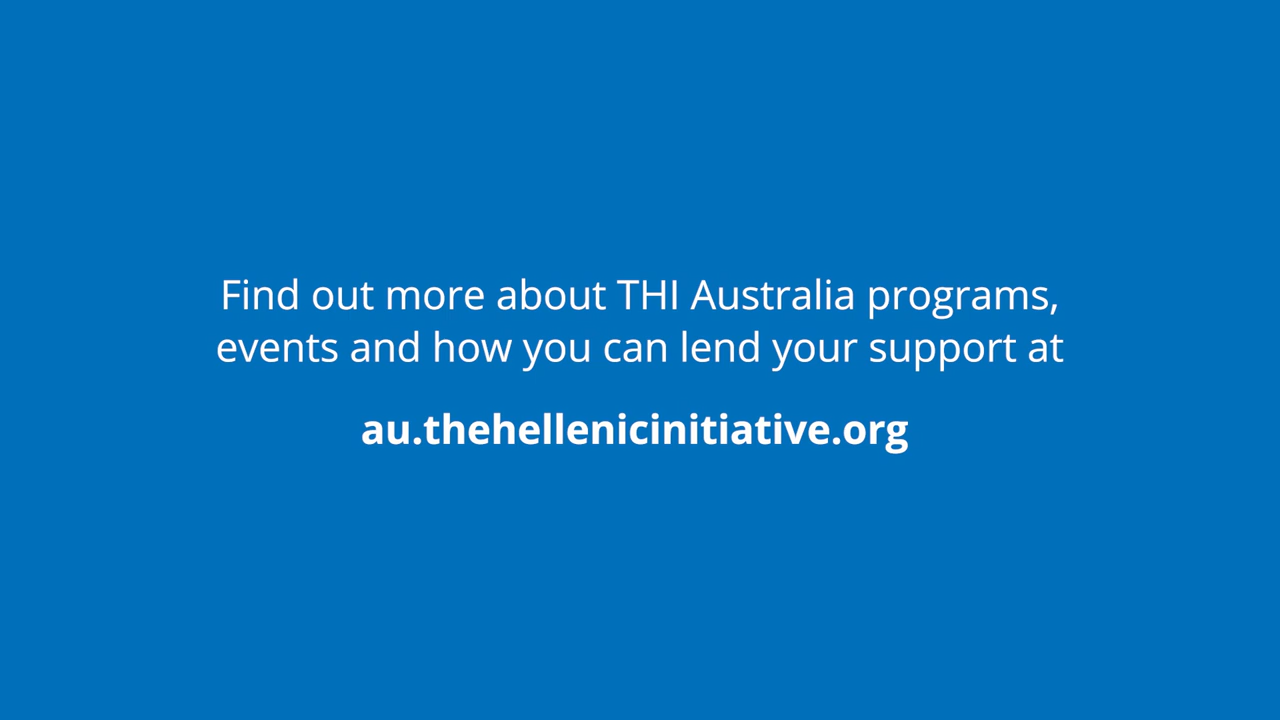 Find out more about THI Australia programs,
events and how you can lend your support at
au.thehellenicinitiative.org